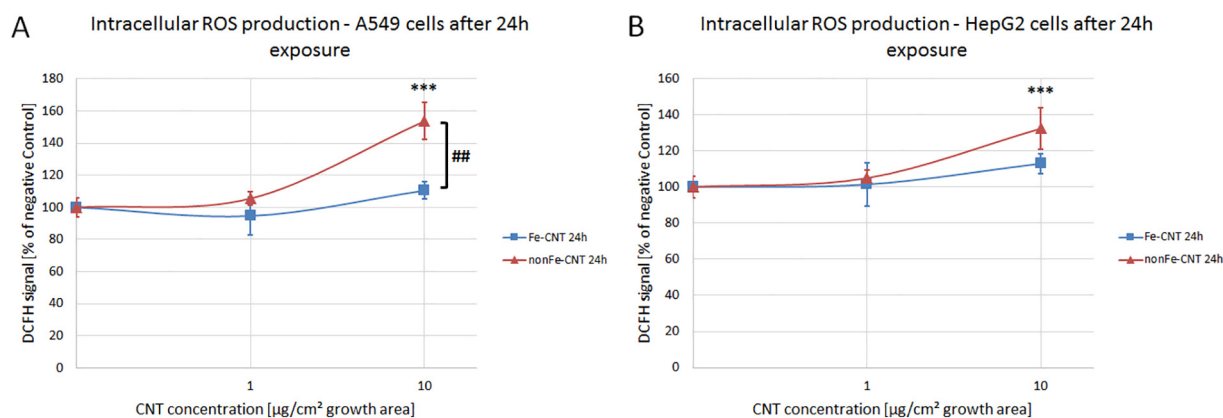 A
Intracellular ROS production - A549 cells after 24h
exposure
DCFH signal [% of negative Control]
180
160
140
120
100
80
60
40
20
0
***
##
1
10
CNT concentration [µg/cm² growth area]
Fe-CNT 24h
nonFe-CNT 24h
B
Intracellular ROS production - HepG2 cells after 24h
exposure
DCFH signal [% of negative Control]
160
140
120
100
80
60
40
20
0
***
1
10
CNT concentration [µg/cm² growth area]
Fe-CNT 24h
nonFe-CNT 24h